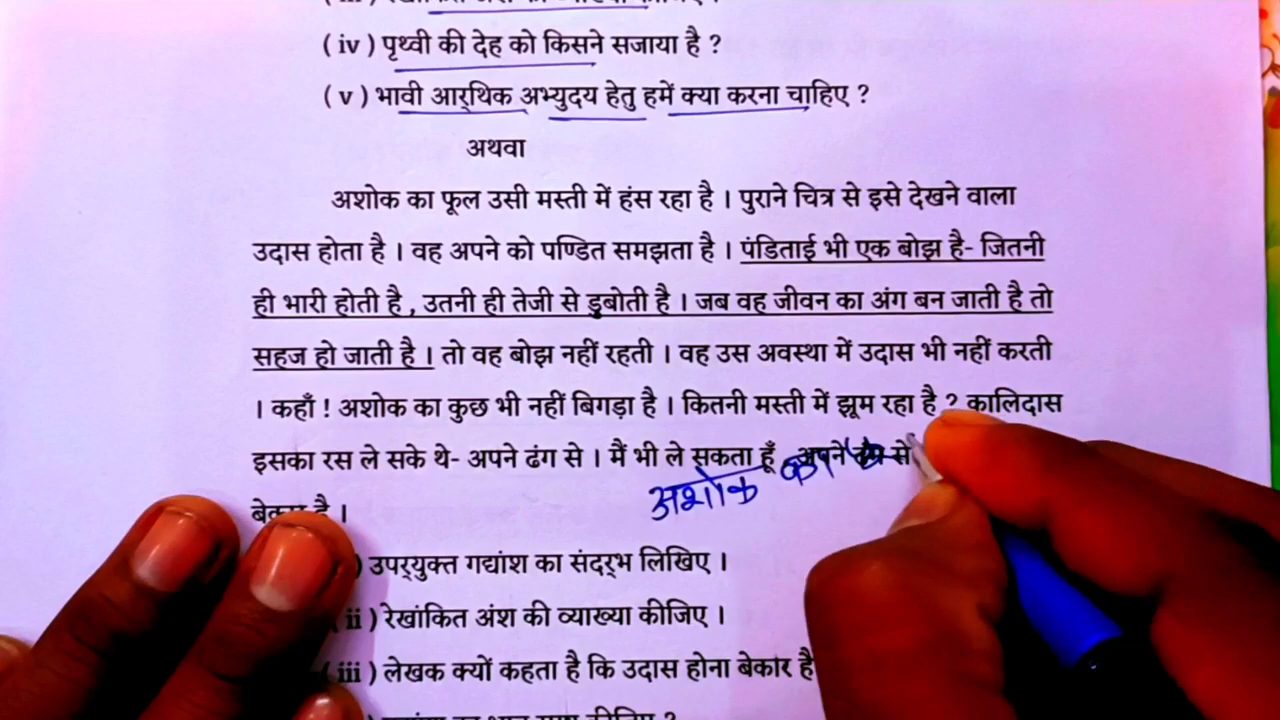 (iv) पृथ्वी की देह को किसने सजाया है ?
(v) भावी आर्थिक अभ्युदय हेतु हमें क्या करना चाहिए ?
अथवा
अशोक का फूल उसी मस्ती में हंस रहा है । पुराने चित्र से इसे देखने वाला
उदास होता है । वह अपने को पण्डित समझता है । पंडिताई भी एक बोझ है- जितनी
ही भारी होती है , उतनी ही तेजी से डुबोती है । जब वह जीवन का अंग बन जाती है तो
सहज हो जाती है । तो वह बोझ नहीं रहती । वह उस अवस्था में उदास भी नहीं करती
। कहाँ ! अशोक का कुछ भी नहीं बिगड़ा है । कितनी मस्ती में झूम रहा है ? कालिदास
इसका रस ले सके थे- अपने ढंग से । मैं भी ले सकता हूँ अपने ढंग से
अशोक का
है ।
उपर्युक्त गद्यांश का संदर्भ लिखिए ।
ii ) रेखांकित अंश की व्याख्या कीजिए ।
(iii) लेखक क्यों कहता है कि उदास होना बेकार है